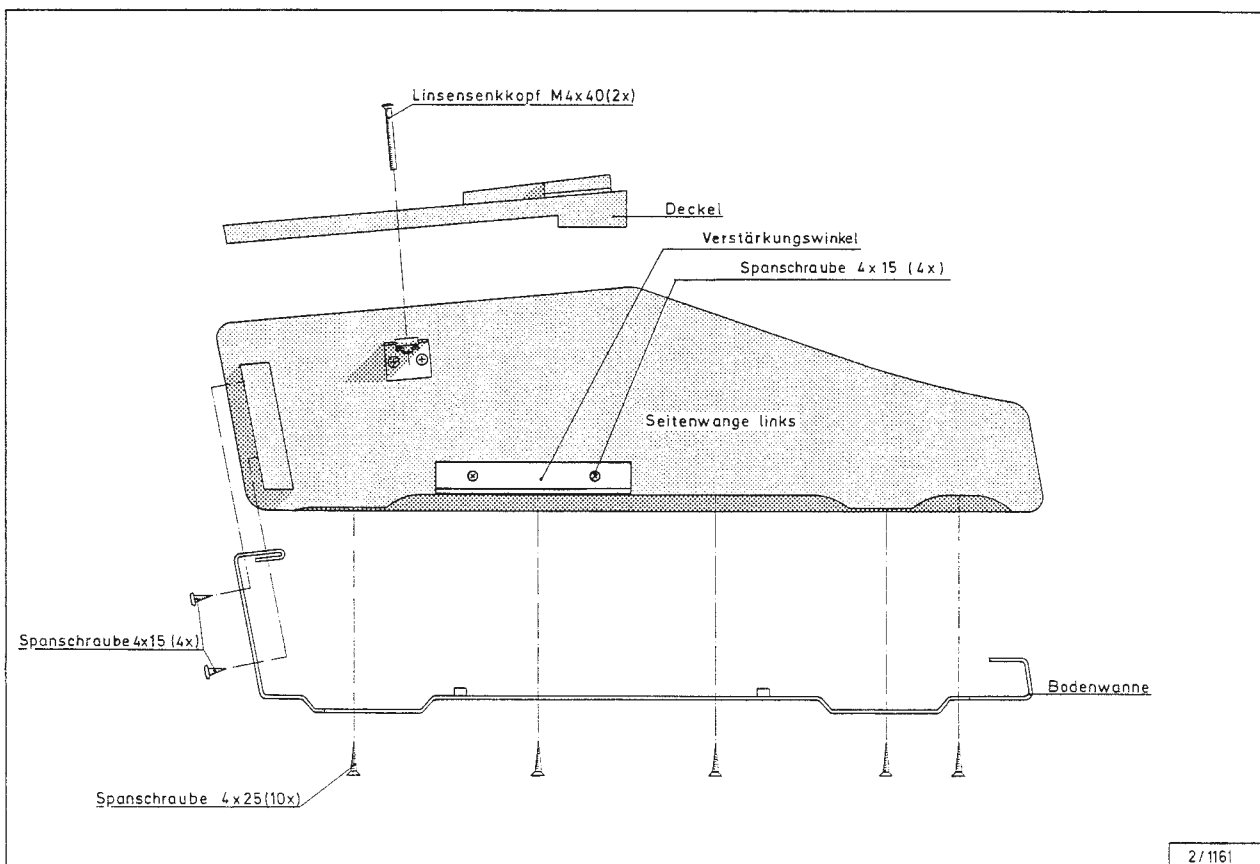 Linsensenkkopf M4x40(2x)
Deckel
Verstärkungswinkel
Spanschraube 4x15 (4x)
Seitenwange links
Spanschraube 4x15 (4x)
Bodenwanne
Spanschraube 4x25(10x)
2/1161